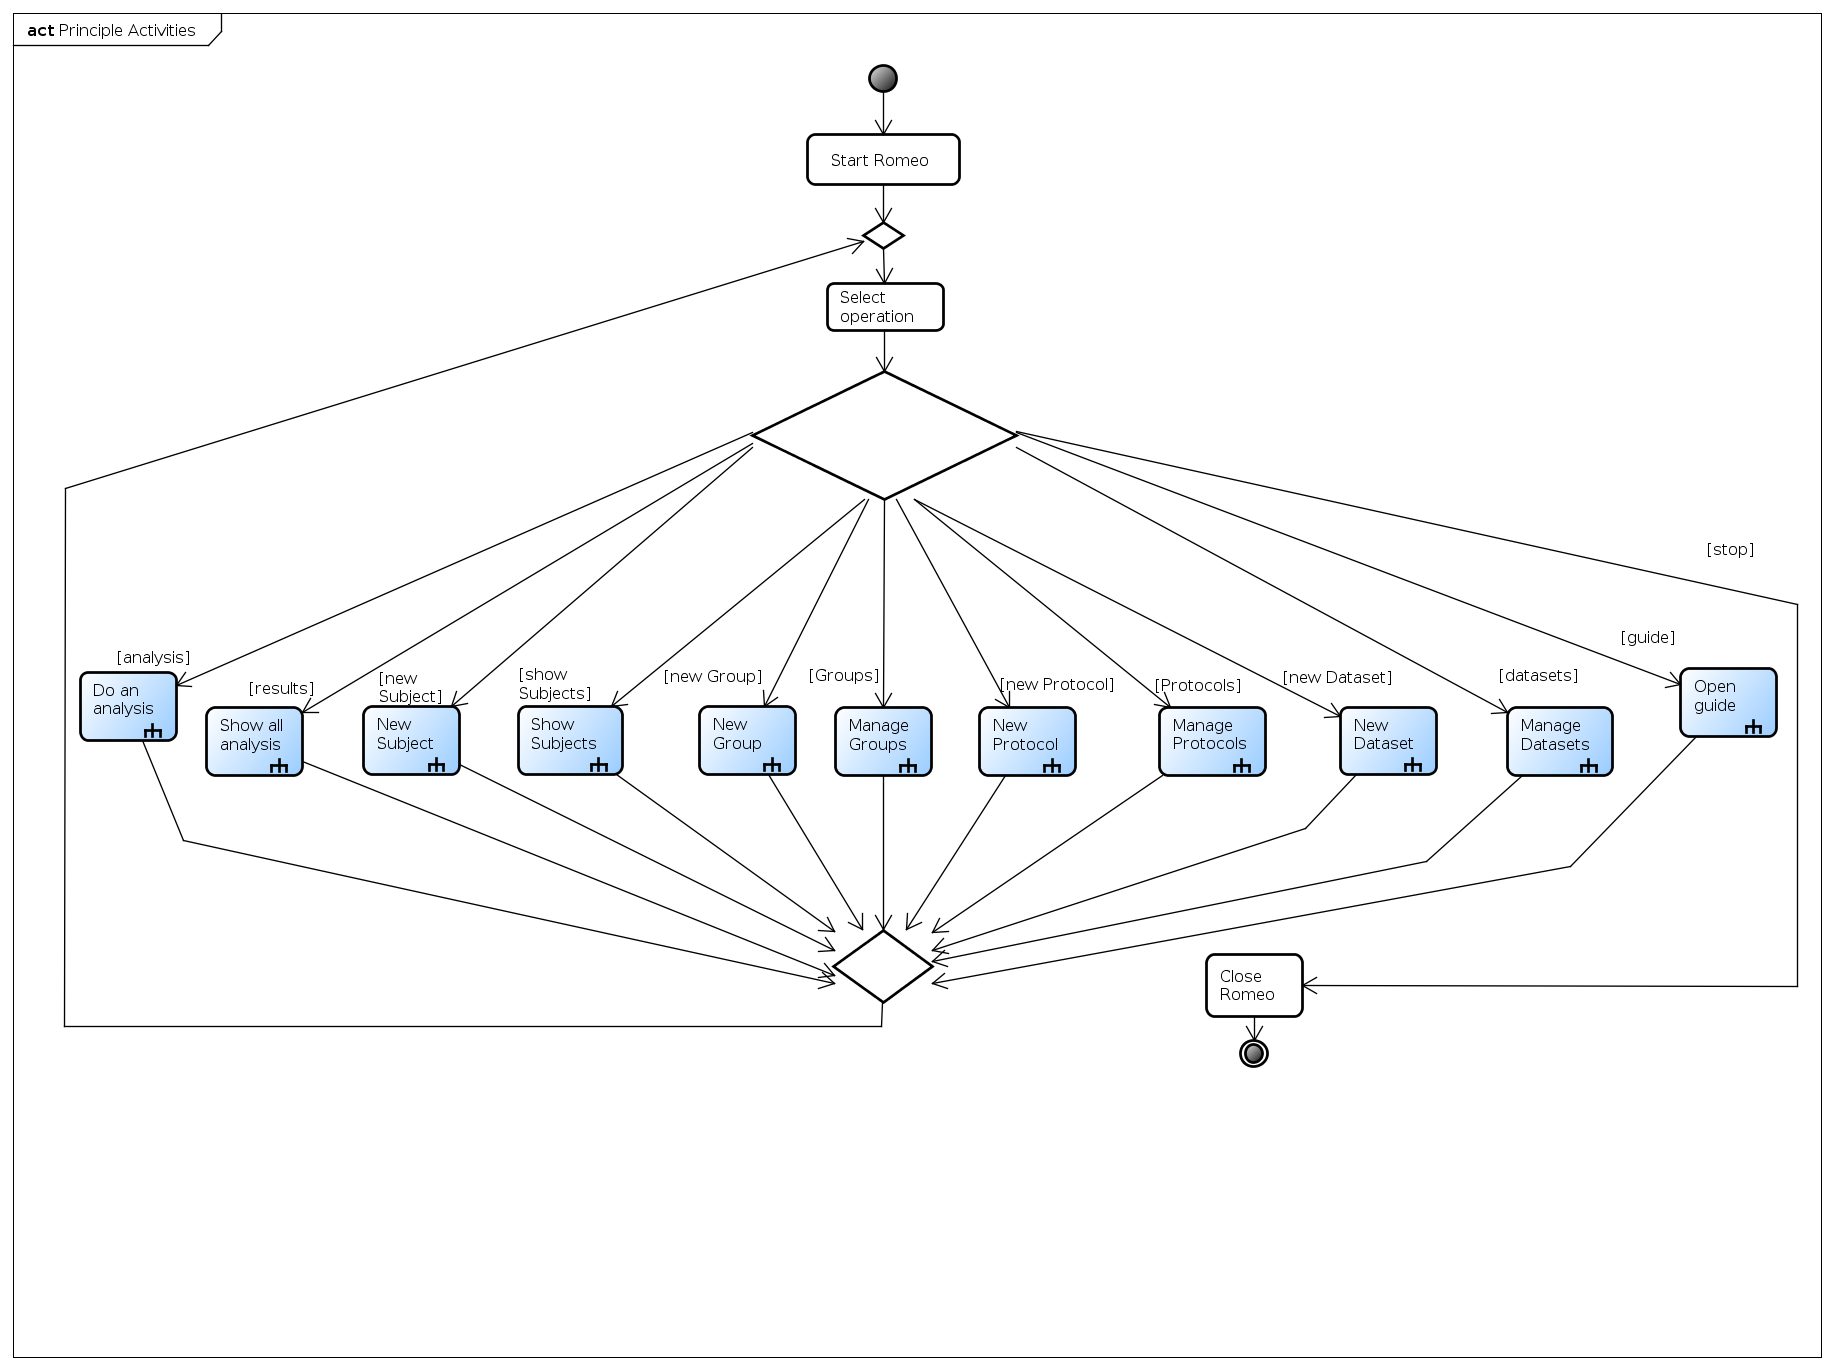 act Principle Activities
Start Romeo
Select
operation
[stop]
[guide]
[analysis]
[results]
[new
Subject]
[show
Subjects]
[new Group]
[Groups]
[new Protocol]
[Protocols]
[new Dataset]
[datasets]
Do an
analysis
Show all
analysis
New
Subject
Show
Subjects
New
Group
Manage
Groups
New
Protocol
Manage
Protocols
New
Dataset
Manage
Datasets
Open
guide
Close
Romeo